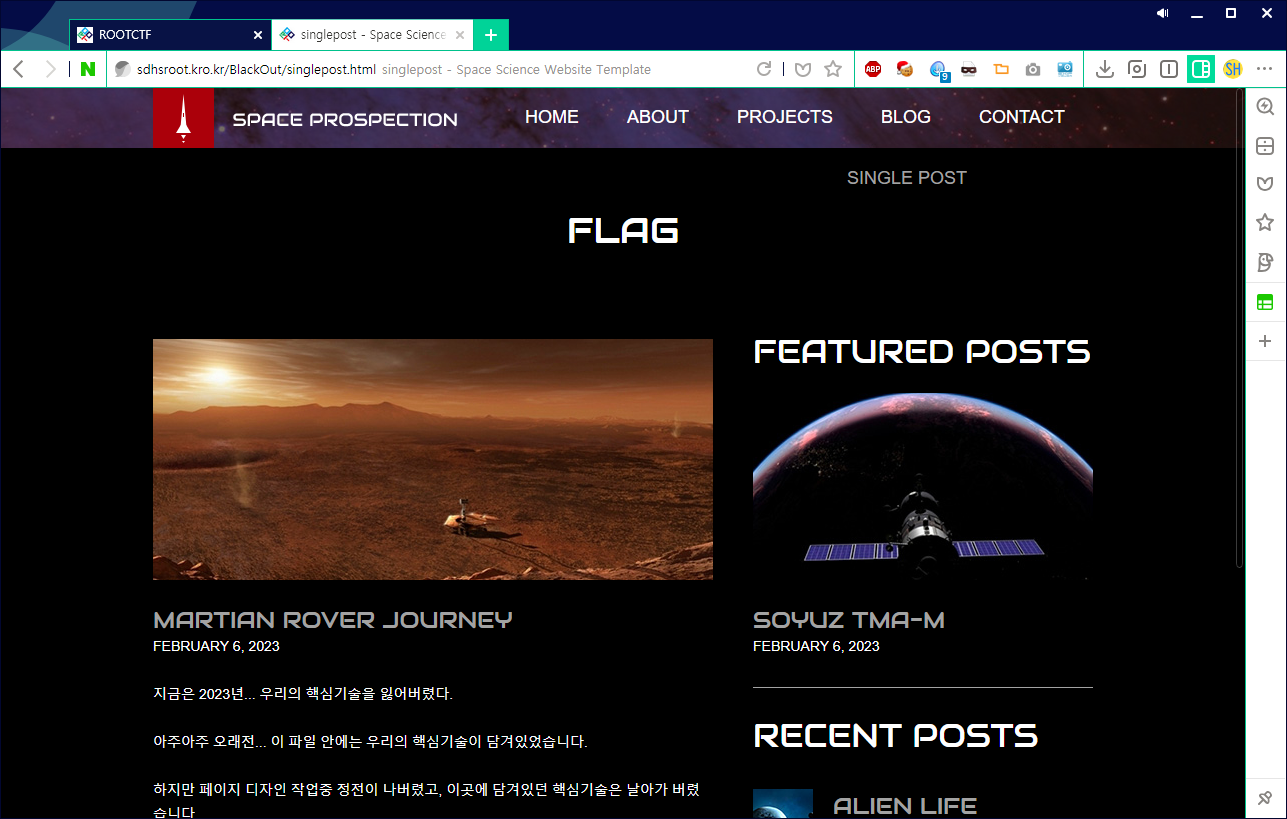 ROOTCTF
singlepost - Space Science
N
sdhsroot.kro.kr/BlackOut/singlepost.html singlepost - Space Science Website Template
ABP
9
SH
SPACE PROSPECTION
HOME ABOUT PROJECTS BLOG CONTACT
SINGLE POST
FLAG
FEATURED POSTS
MARTIAN ROVER JOURNEY
FEBRUARY 6, 2023
지금은 2023년... 우리의 핵심기술을 잃어버렸다.
아주아주 오래전... 이 파일 안에는 우리의 핵심기술이 담겨있었습니다.
하지만 페이지 디자인 작업중 정전이 나버렸고, 이곳에 담겨있던 핵심기술은 날아가 버렸
습니다
SOYUZ TMA-M
FEBRUARY 6, 2023
RECENT POSTS
ALIEN LIFE